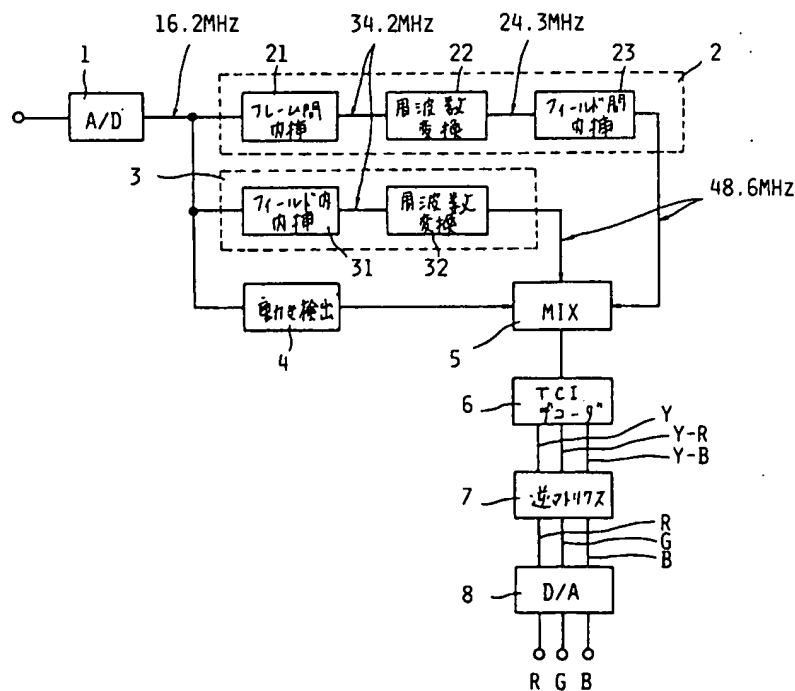 16.2MHz
34.2MHz
24.3MHz
1
21
22
23
2
A/D
フレーム間
内挿
周波数
変換
フィールド間
内挿
3
48.6MHz
フィールド内
内挿
周波数
変換
31
32
動き検出
4
MIX
5
TCI
デコーダ
6
Y
Y-R
Y-B
7
逆マトリクス
R
G
B
8
D/A
R G B